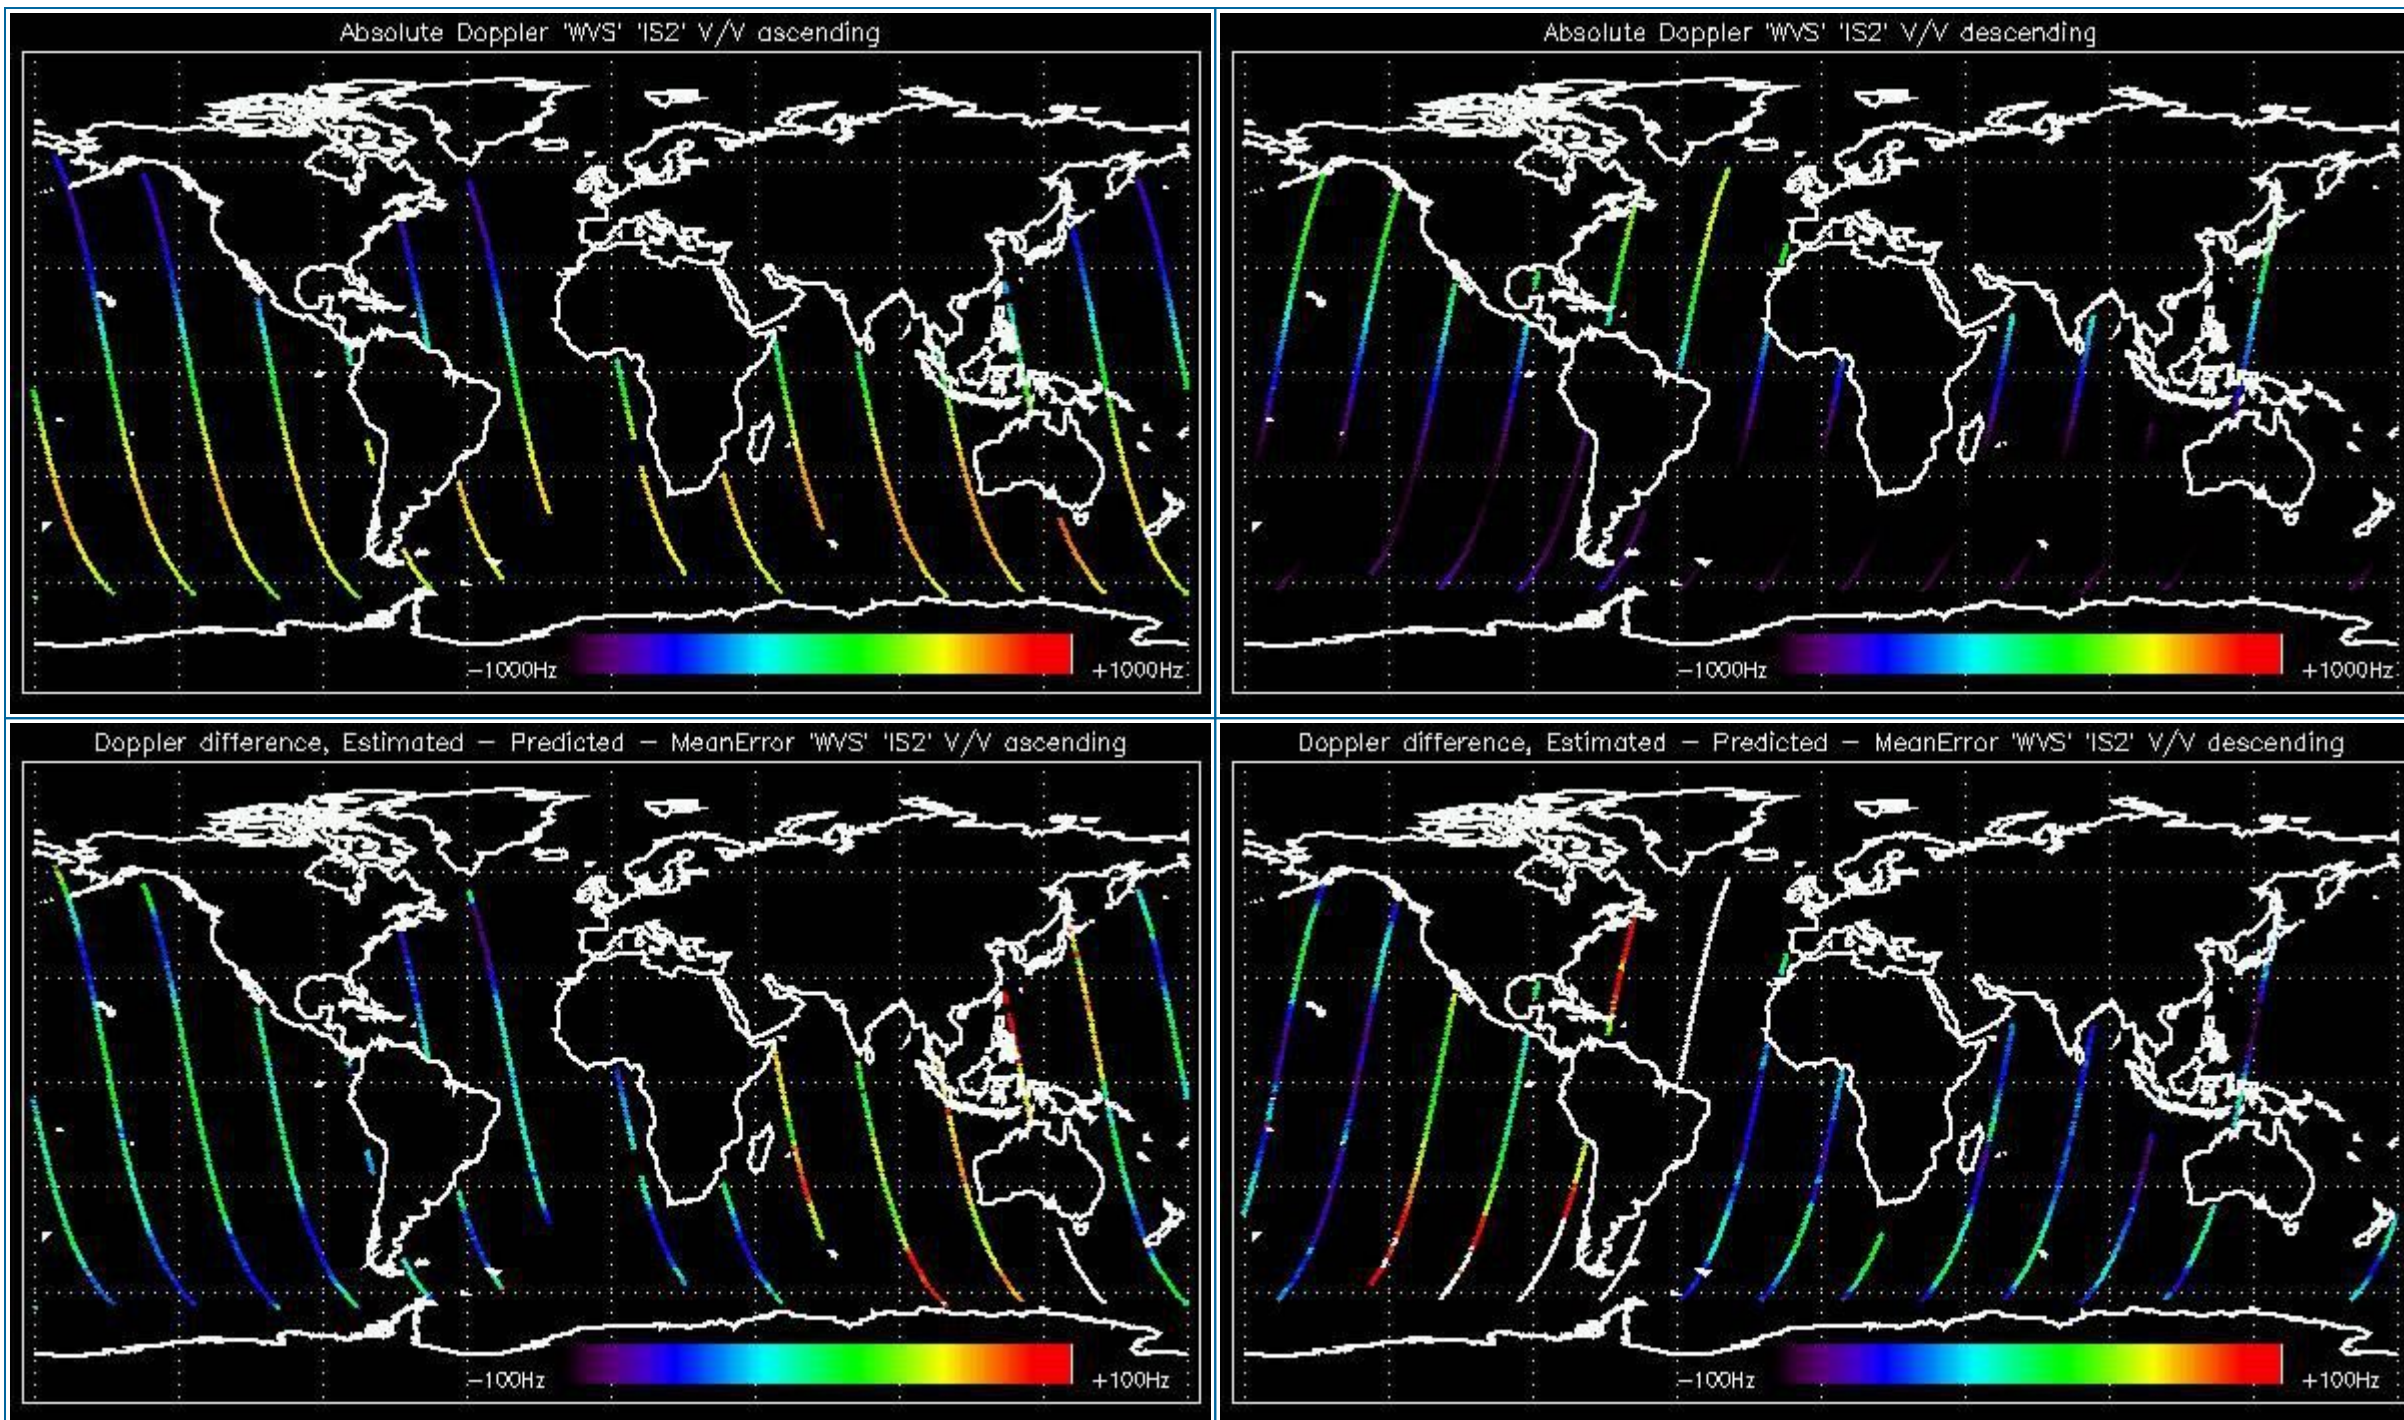 Absolute Doppler 'WVS' 'IS2' V/V ascending
-1000Hz
+1000Hz
Absolute Doppler 'WVS' 'IS2' V/V descending
-1000Hz
+1000Hz
Doppler difference, Estimated - Predicted - MeanError 'WVS' 'IS2' V/V ascending
-100Hz
+100Hz
Doppler difference, Estimated - Predicted - MeanError 'WVS' 'IS2' V/V descending
-100Hz
+100Hz